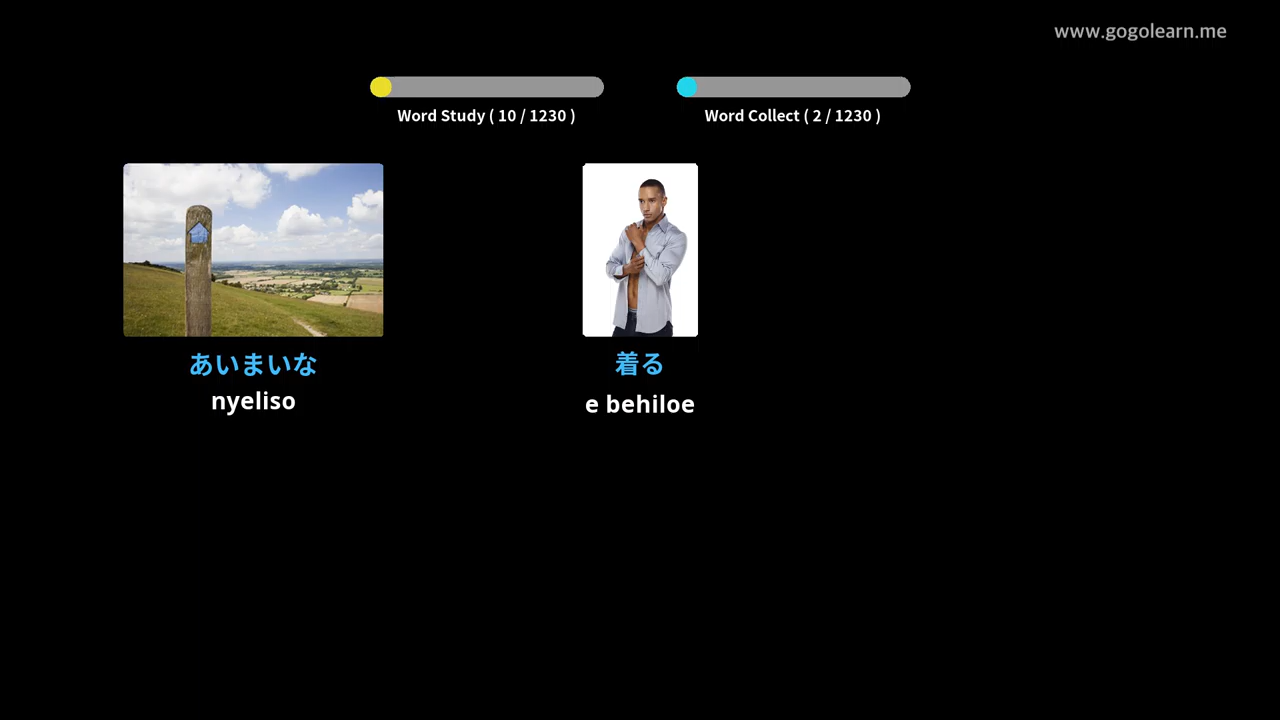 www.gogolearn.me
Word Study ( 10 / 1230 )
Word Collect ( 2 / 1230 )
あいまいな
nyeliso
着る
e behiloe